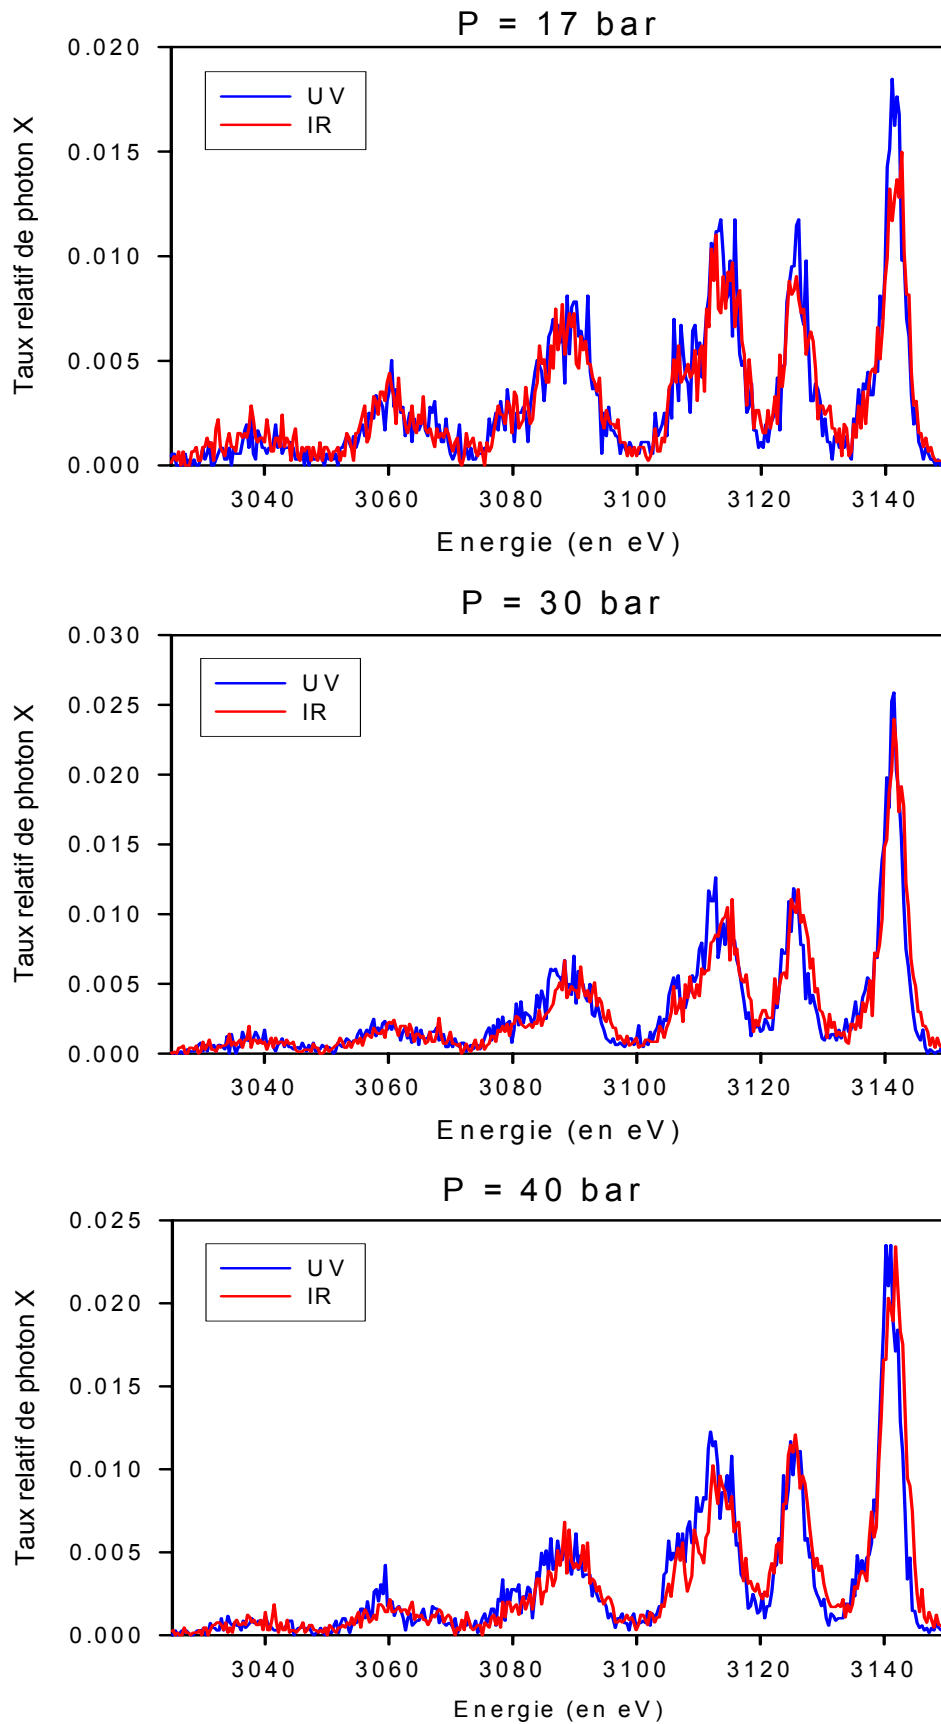 P = 17 bar
Taux relatif de photon X
0.020
0.015
0.010
0.005
0.000
UV
IR
3040 3060 3080 3100 3120 3140
Energie (en eV)
P = 30 bar
Taux relatif de photon X
0.030
0.025
0.020
0.015
0.010
0.005
0.000
UV
IR
3040 3060 3080 3100 3120 3140
Energie (en eV)
P = 40 bar
Taux relatif de photon X
0.025
0.020
0.015
0.010
0.005
0.000
UV
IR
3040 3060 3080 3100 3120 3140
Energie (en eV)